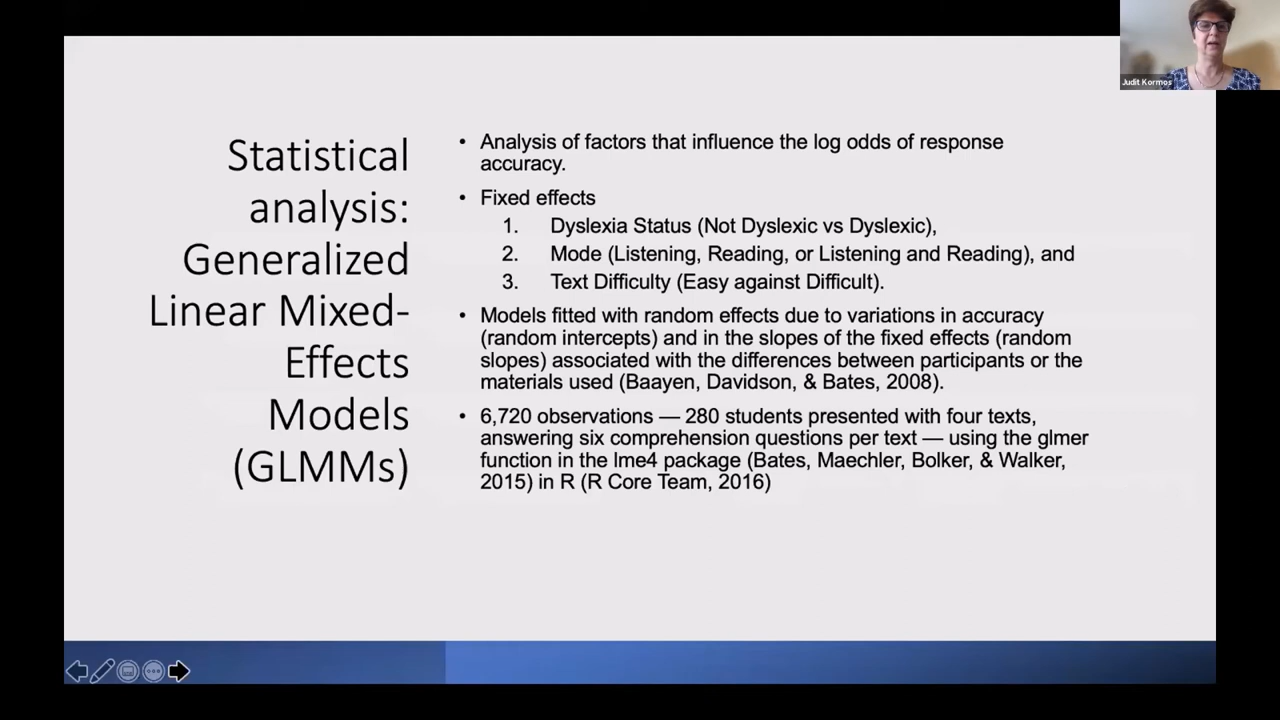 Judit Kormos
Statistical
analysis:
Generalized
Linear Mixed-
Effects
Models
(GLMMs)
• Analysis of factors that influence the log odds of response
accuracy.
• Fixed effects
1. Dyslexia Status (Not Dyslexic vs Dyslexic),
2. Mode (Listening, Reading, or Listening and Reading), and
3. Text Difficulty (Easy against Difficult).
• Models fitted with random effects due to variations in accuracy
(random intercepts) and in the slopes of the fixed effects (random
slopes) associated with the differences between participants or the
materials used (Baayen, Davidson, & Bates, 2008).
• 6,720 observations — 280 students presented with four texts,
answering six comprehension questions per text — using the glmer
function in the lme4 package (Bates, Maechler, Bolker, & Walker,
2015) in R (R Core Team, 2016)